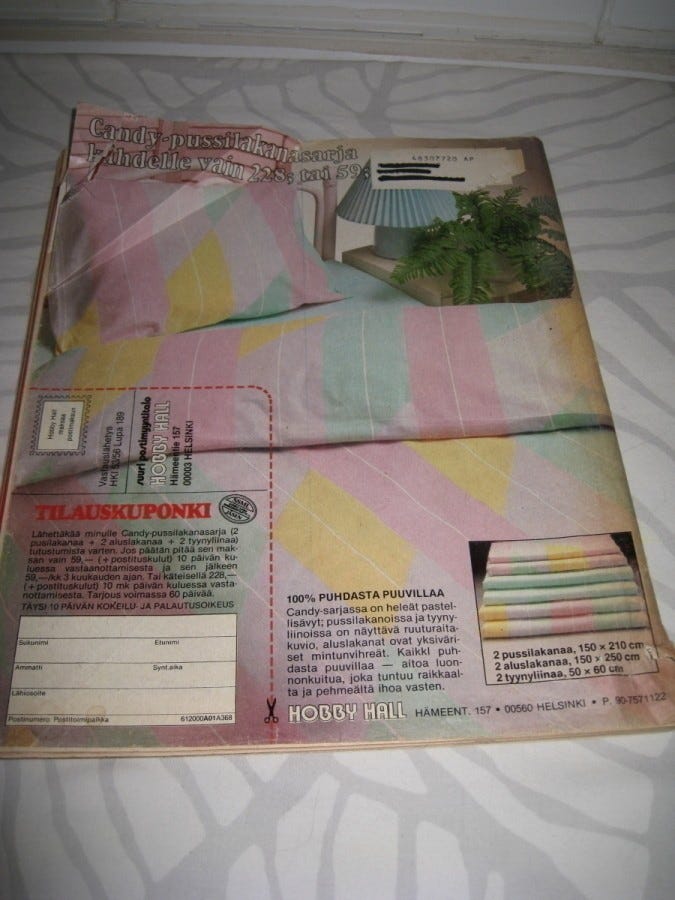 Candy-pussilakanasarja
kahdelle vain 228,- tai 59,
48307720 AP
Hobby Hall
maksaa
postimaksun
Vastauslähetys
HKI 53/56 Lupa 189
suuri postimyyntitalo
HOBBY HALL
Hämeentie 157
00003 HELSINKI
TILAUSKUPONKI
Lähettäkää minulle Candy-pussilakanasarja (2
pussilakanaa + 2 aluslakanaa + 2 tyynyliinaa)
tutustumista varten. Jos päätän pitää sen mak-
san vain 59,— (+ postituskulut) 10 päivän ku-
luessa vastaanottamisesta ja sen jälkeen
59,—/kk 3 kuukauden ajan. Tai käteisellä 228,—
(+ postituskulut) 10 mk päivän kuluessa vasta-
nottamisesta. Tarjous voimassa 60 päivää.
TÄYSI 10 PÄIVÄN KOKEILU- JA PALAUTUSOIKEUS
Sukunimi Etunimi
Ammatti Synt.aika
Lähiosoite
Postinumero Postitoimipaikka 612000A01A368
100% PUHDASTA PUUVILLAA
Candy-sarjassa on heleät pastel-
lisävyt; pussilakanoissa ja tyyny-
liinoissa on näyttävä ruuturaita-
kuvio, aluslakanat ovat yksiväri-
set mintunvihreät. Kaikki puh-
dasta puuvillaa — aitoa luon-
nonkuitua, joka tuntuu raikkaal-
ta ja pehmeältä ihoa vasten.
2 pussilakanaa, 150 x 210 cm
2 aluslakanaa, 150 x 250 cm
2 tyynyliinaa, 50 x 60 cm
HOBBY HALL HÄMEENT. 157 • 00560 HELSINKI • P. 90-7571122